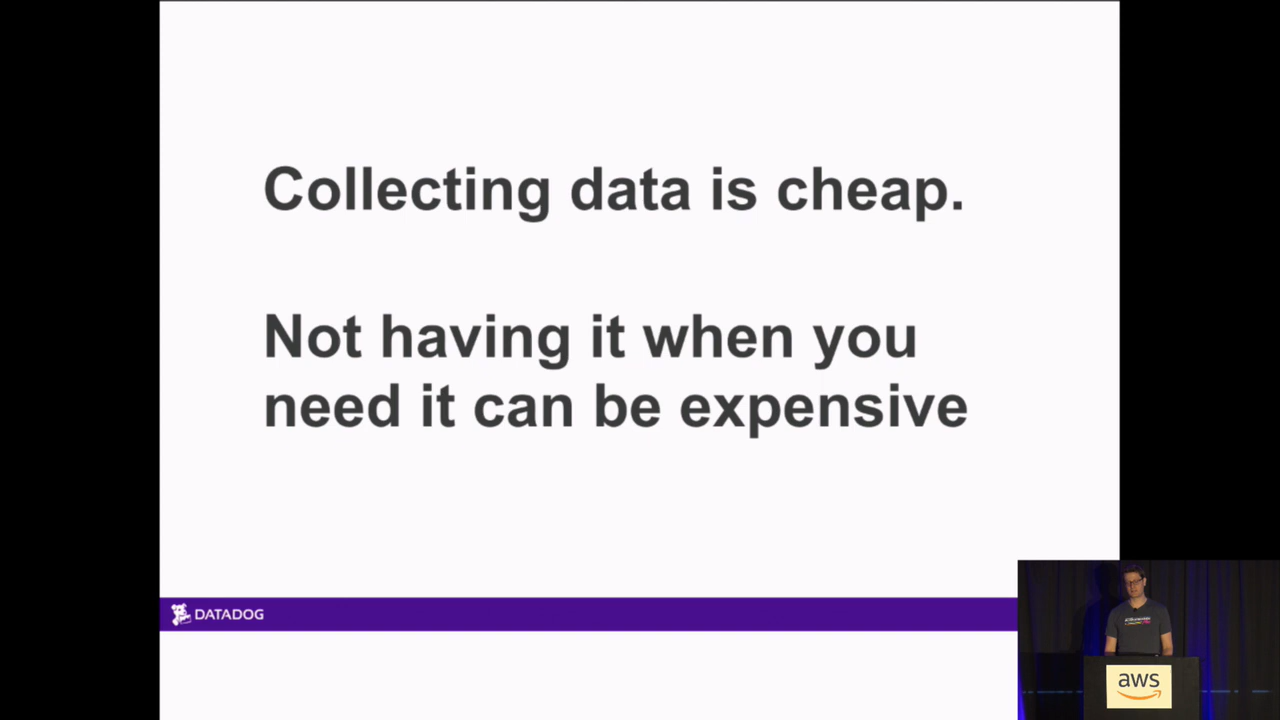 Collecting data is cheap.
Not having it when you
need it can be expensive
DATADOG
aws